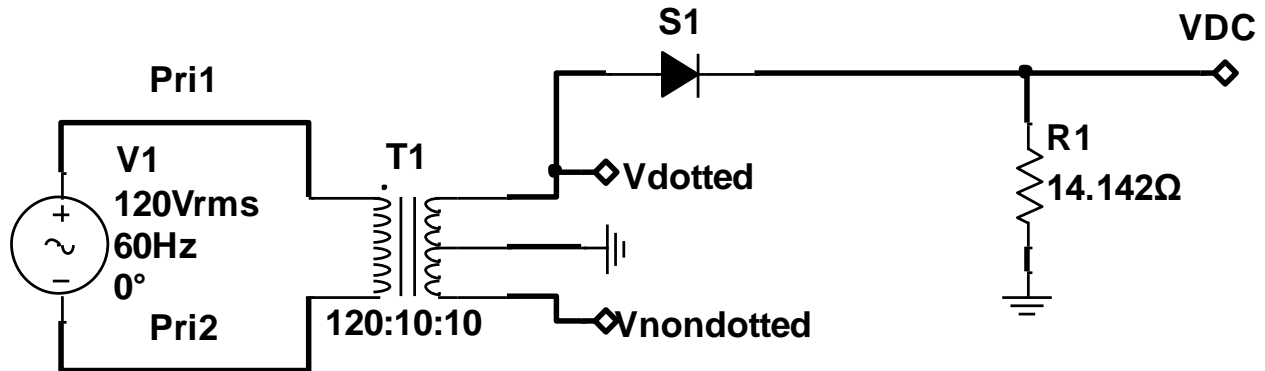 S1
VDC
Pri1
V1
120Vrms
60Hz
0°
Pri2
T1
120:10:10
Vdotted
Vnondotted
R1
14.142Ω